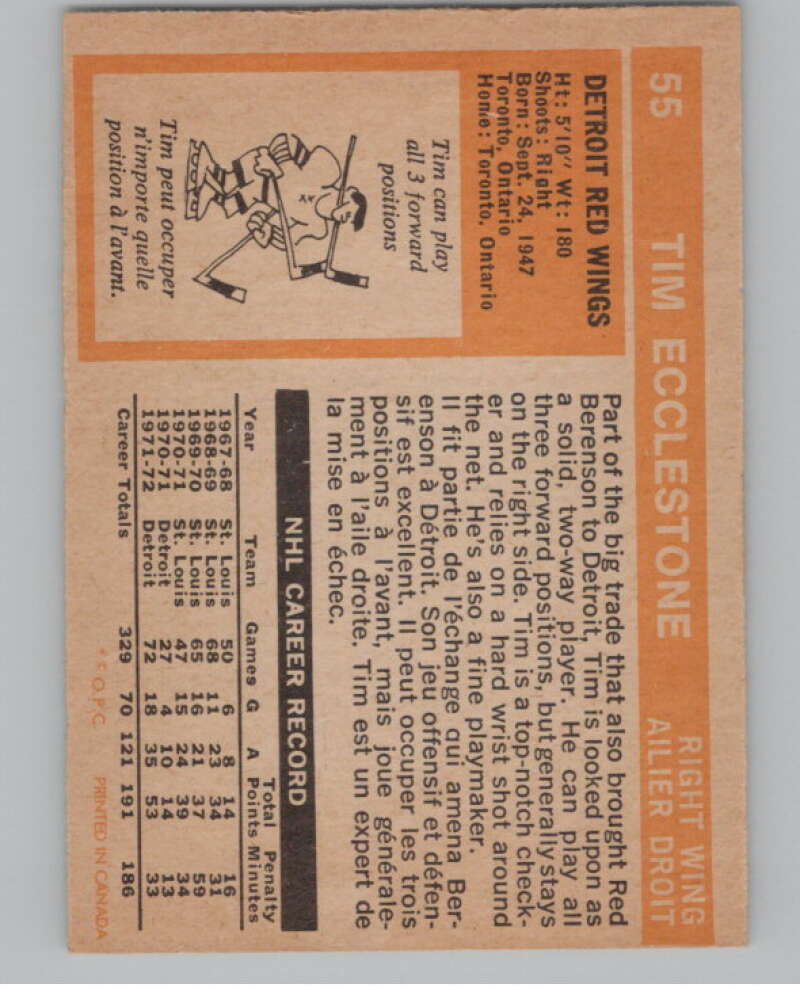 55 TIM ECCLESTONE
RIGHT WING
AILIER DROIT
DETROIT RED WINGS
Ht: 5'10" Wt: 180
Shoots: Right
Born: Sept. 24, 1947
Toronto, Ontario
Home: Toronto, Ontario
Tim can play
all 3 forward
positions
Tim peut occuper
n'importe quelle
position à l'avant.
Part of the big trade that also brought Red
Berenson to Detroit, Tim is looked upon as
a solid, two-way player. He can play all
three forward positions, but generally stays
on the right side. Tim is a top-notch check-
er and relies on a hard wrist shot around
the net. He's also a fine playmaker.
Il fit partie de l'échange qui amena Ber-
enson à Détroit. Son jeu offensif et défen-
sif est excellent. Il peut occuper les trois
positions à l'avant, mais joue générale-
ment à l'aile droite. Tim est un expert de
la mise en échec.
NHL CAREER RECORD
Total Penalty
Year Team Games G A Points Minutes
1967-68 St. Louis 50 6 8 14 16
1968-69 St. Louis 68 11 23 34 31
1969-70 St. Louis 65 16 21 37 59
1970-71 St. Louis 47 15 24 39 34
1970-71 Detroit 27 4 10 14 13
1971-72 Detroit 72 18 35 53 33
Career Totals 329 70 121 191 186
* © O.P.C. PRINTED IN CANADA